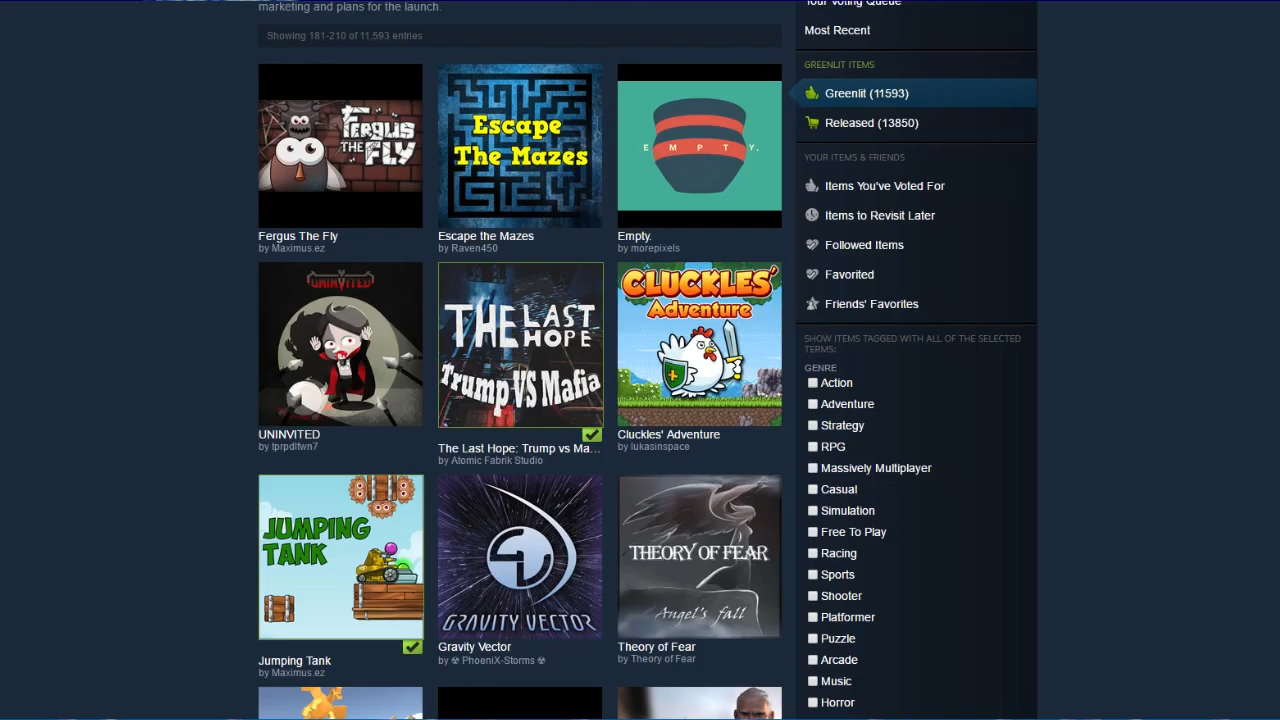 marketing and plans for the launch.
Showing 181-210 of 11,593 entries
FERGUS
THE FLY
Fergus The Fly
by Maximus.ez
Escape
The Mazes
Escape the Mazes
by Raven450
EMPTY.
Empty.
by morepixels
UNINVITED
UNINVITED
by tprpdlfwn7
THE LAST
HOPE
Trump VS Mafia
The Last Hope: Trump vs Ma...
by Atomic Fabrik Studio
CLUCKLES'
Adventure
Cluckles' Adventure
by lukasinspace
JUMPING
TANK
Jumping Tank
by Maximus.ez
GRAVITY VECTOR
Gravity Vector
by ☢ PhoeniX-Storms ☢
THEORY OF FEAR
Angel's fall
Theory of Fear
by Theory of Fear
Your Voting Queue
Most Recent
GREENLIT ITEMS
Greenlit (11593)
Released (13850)
YOUR ITEMS & FRIENDS
Items You've Voted For
Items to Revisit Later
Followed Items
Favorited
Friends' Favorites
SHOW ITEMS TAGGED WITH ALL OF THE SELECTED
TERMS:
GENRE
Action
Adventure
Strategy
RPG
Massively Multiplayer
Casual
Simulation
Free To Play
Racing
Sports
Shooter
Platformer
Puzzle
Arcade
Music
Horror